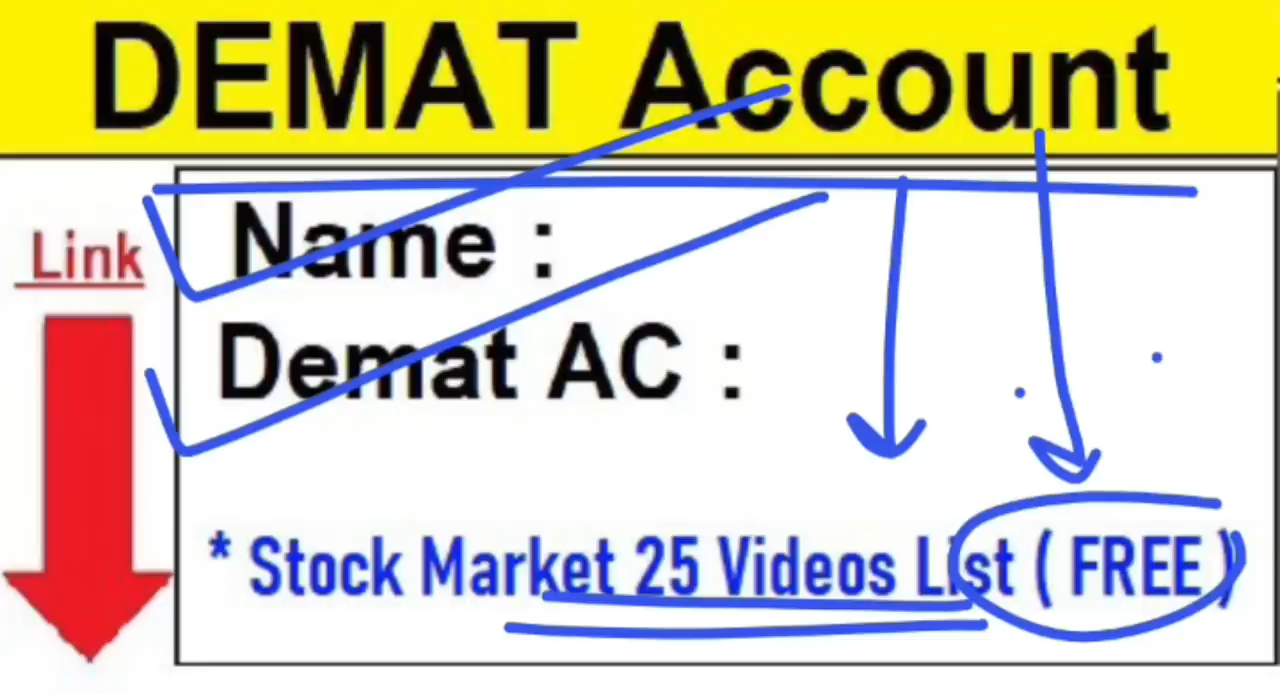 DEMAT Account
Link
Name :
Demat AC :
* Stock Market 25 Videos List ( FREE )